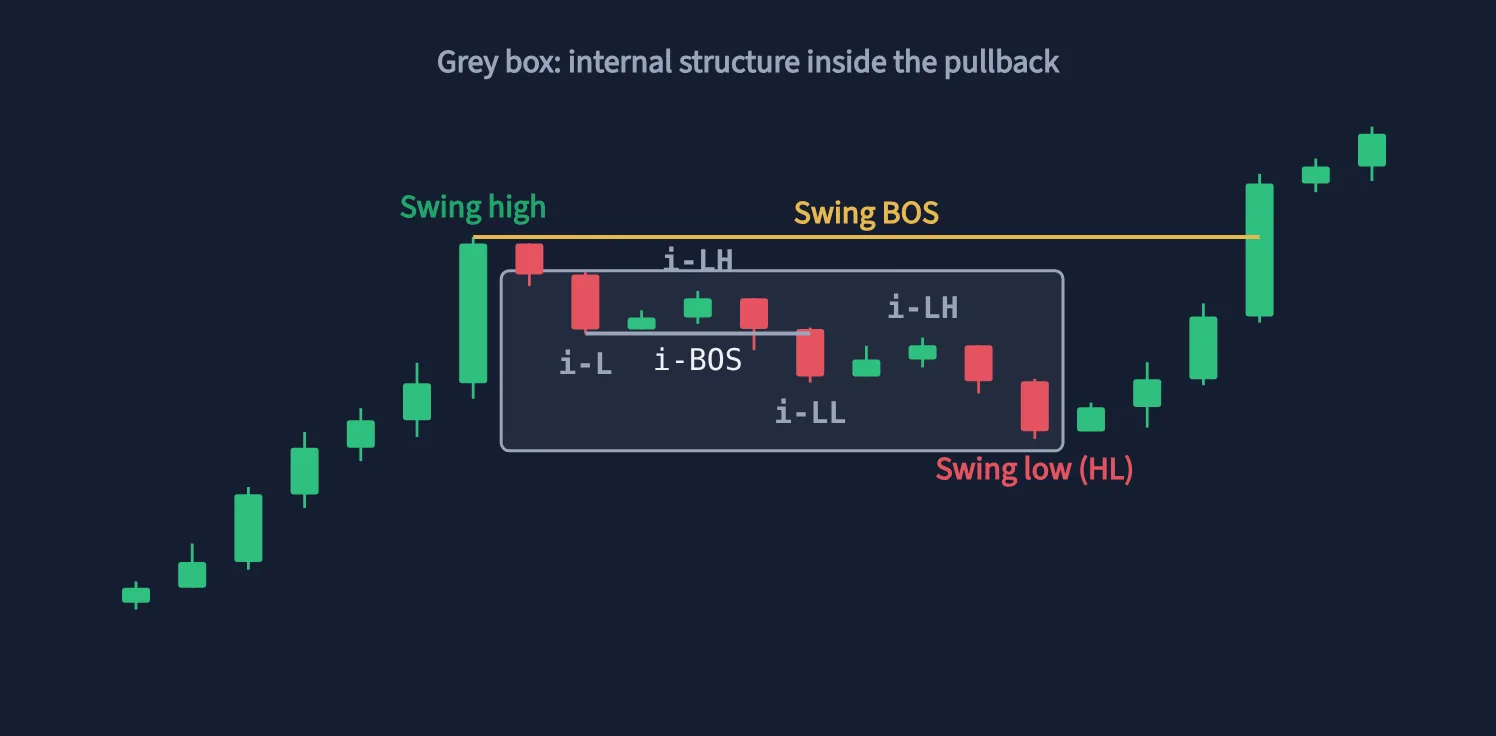 Grey box: internal structure inside the pullback
Swing high
Swing BOS
i-LH
i-LH
i-L
i-BOS
i-LL
Swing low (HL)